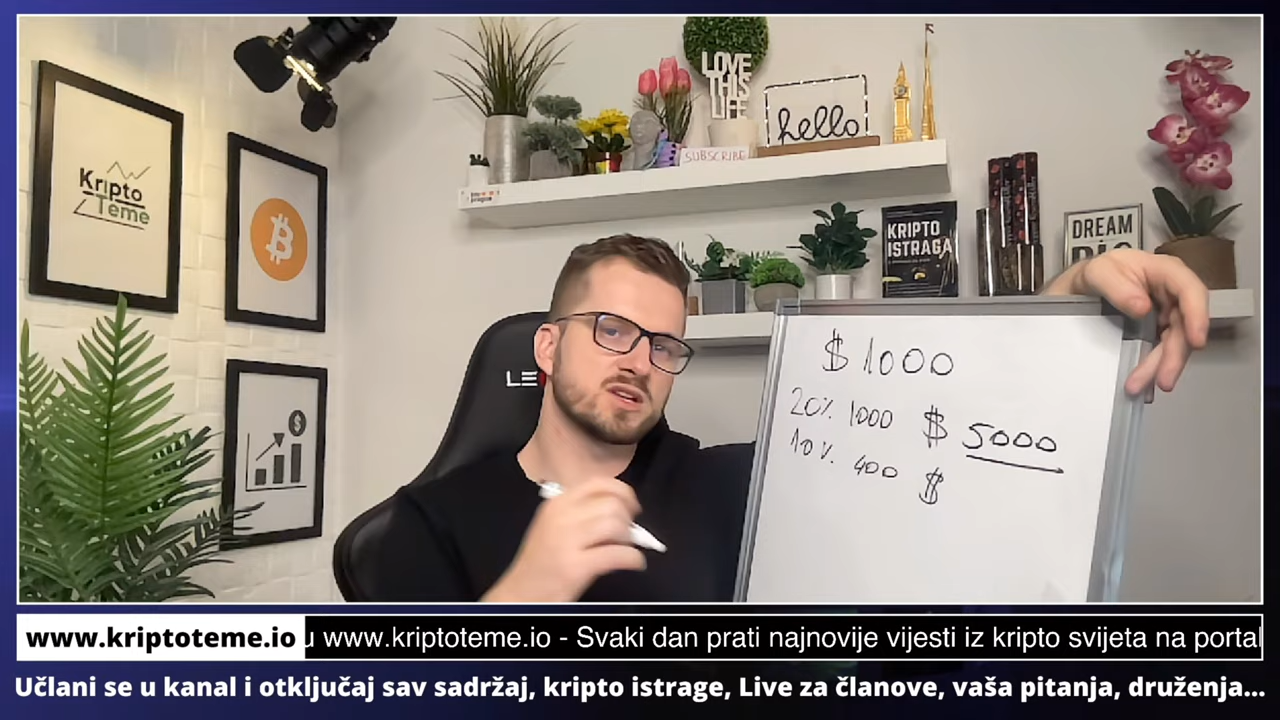 Kripto
Teme
LOVE
THIS
LIFE
hello
SUBSCRIBE
KRIPTO
ISTRAGA
DREAM
LE
$ 1000
20% 1000 $ 5000
10%. 400 $
www.kriptoteme.io
u www.kriptoteme.io - Svaki dan prati najnovije vijesti iz kripto svijeta na portal
Učlani se u kanal i otključaj sav sadržaj, kripto istrage, Live za članove, vaša pitanja, druženja...